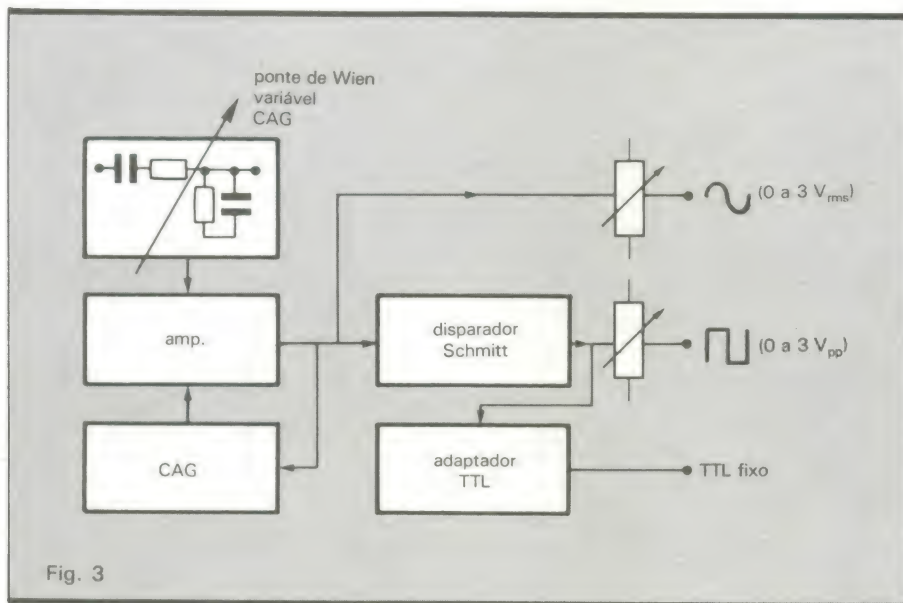 ponte de Wien
variável
CAG
(0 a 3 Vrms)
amp.
disparador
Schmitt
(0 a 3 Vpp)
CAG
adaptador
TTL
TTL fixo
Fig. 3